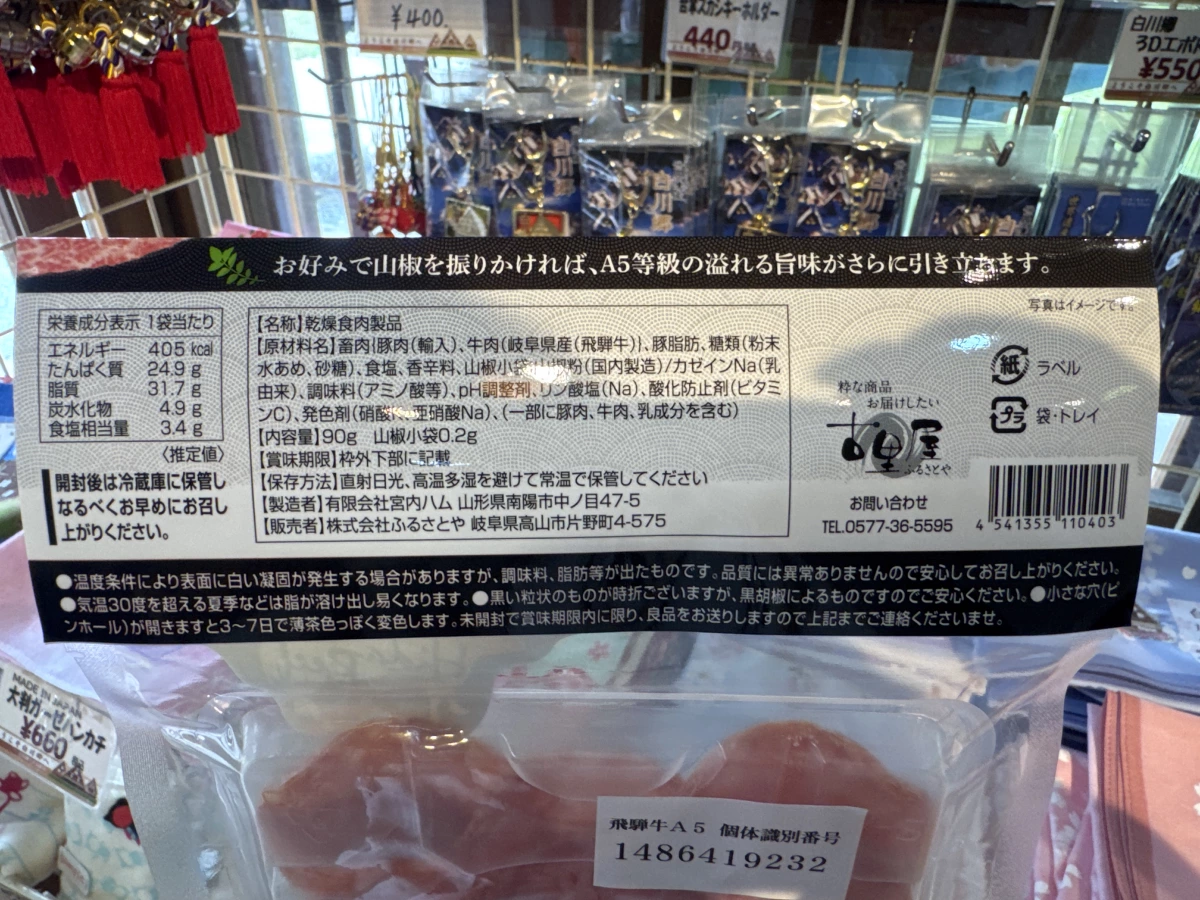 ¥400.
吉祥スカシキーホルダー
440円
白川郷
¥550
白川郷
お好みで山椒を振りかければ、A5等級の溢れる旨味がさらに引き立ちます。
写真はイメージです。
栄養成分表示 1袋当たり
エネルギー 405 kcal
たんぱく質 24.9 g
脂質 31.7 g
炭水化物 4.9 g
食塩相当量 3.4 g
〈推定値〉
開封後は冷蔵庫に保管し
なるべくお早めにお召し
上がりください。
【名称】乾燥食肉製品
【原材料名】畜肉{豚肉(輸入)、牛肉(岐阜県産(飛騨牛)}、豚脂肪、糖類(粉末
水あめ、砂糖)、食塩、香辛料、山椒小袋:山椒粉(国内製造)/カゼインNa(乳
由来)、調味料(アミノ酸等)、pH調整剤、リン酸塩(Na)、酸化防止剤(ビタミ
ンC)、発色剤(硝酸K、亜硝酸Na)、(一部に豚肉、牛肉、乳成分を含む)
【内容量】90g 山椒小袋0.2g
【賞味期限】枠外下部に記載
【保存方法】直射日光、高温多湿を避けて常温で保管してください
【製造者】有限会社宮内ハム 山形県南陽市中ノ目47-5
【販売者】株式会社ふるさとや 岐阜県高山市片野町4-575
粋な商品
お届けしたい
古里屋
ふるさとや
お問い合わせ
TEL.0577-36-5595
紙 ラベル
プラ 袋・トレイ
4 541355 110403
●温度条件により表面に白い凝固が発生する場合がありますが、調味料、脂肪等が出たものです。品質には異常ありませんので安心してお召し上がりください。
●気温30度を超える夏季などは脂が溶け出し易くなります。●黒い粒状のものが時折ございますが、黒胡椒によるものですのでご安心ください。●小さな穴(ピ
ンホール)が開きますと3〜7日で薄茶色っぽく変色します。未開封で賞味期限内に限り、良品をお送りしますので上記までご連絡くださいませ。
MADE IN JAPAN
大判ガーゼハンカチ
¥660
飛騨牛A5 個体識別番号
1486419232